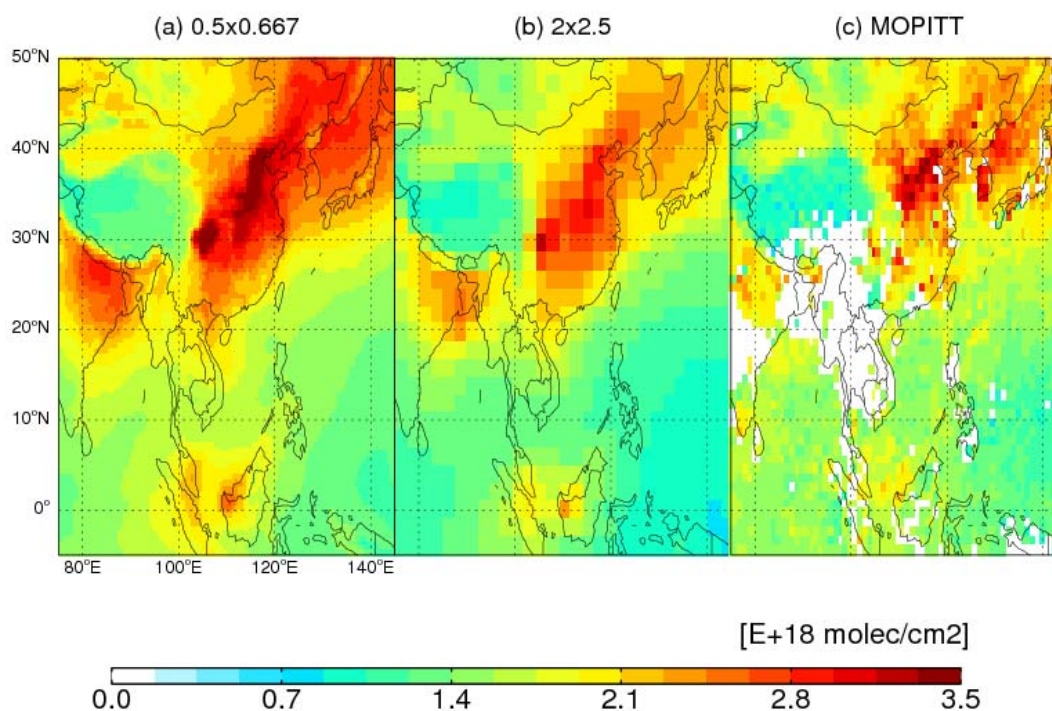 (a) 0.5x0.667 (b) 2x2.5 (c) MOPITT
50°N
40°N
30°N
20°N
10°N
0°
80°E 100°E 120°E 140°E
[E+18 molec/cm2]
0.0 0.7 1.4 2.1 2.8 3.5